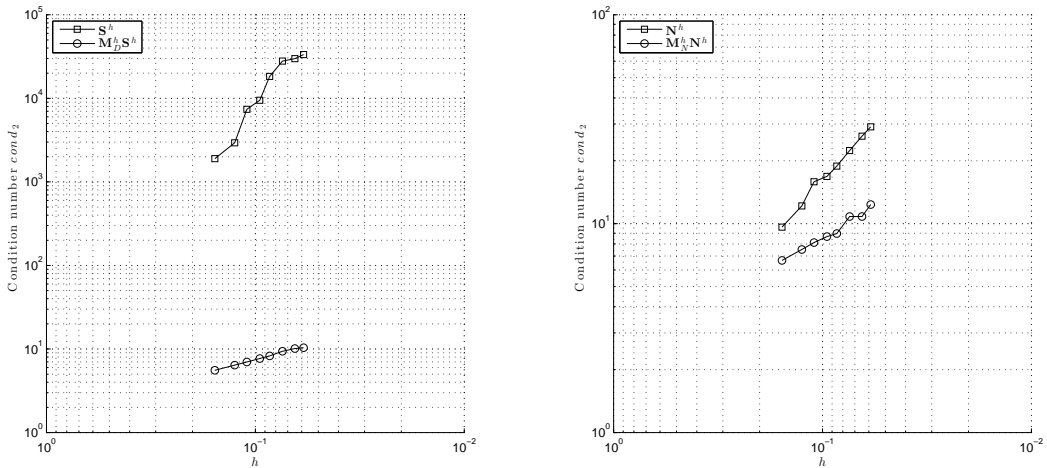 10^5
10^4
10^3
10^2
10^1
10^0
Condition number cond_2
S^h
M_D^h S^h
10^0
10^{-1}
10^{-2}
h
10^2
10^1
10^0
Condition number cond_2
N^h
M_N^h N^h
10^0
10^{-1}
10^{-2}
h